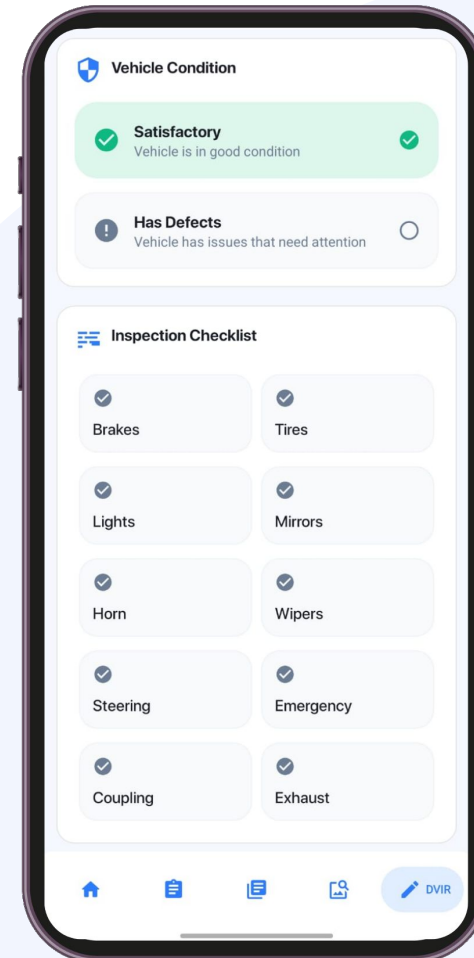 Vehicle Condition
Satisfactory
Vehicle is in good condition
Has Defects
Vehicle has issues that need attention
Inspection Checklist
Brakes
Tires
Lights
Mirrors
Horn
Wipers
Steering
Emergency
Coupling
Exhaust
DVIR